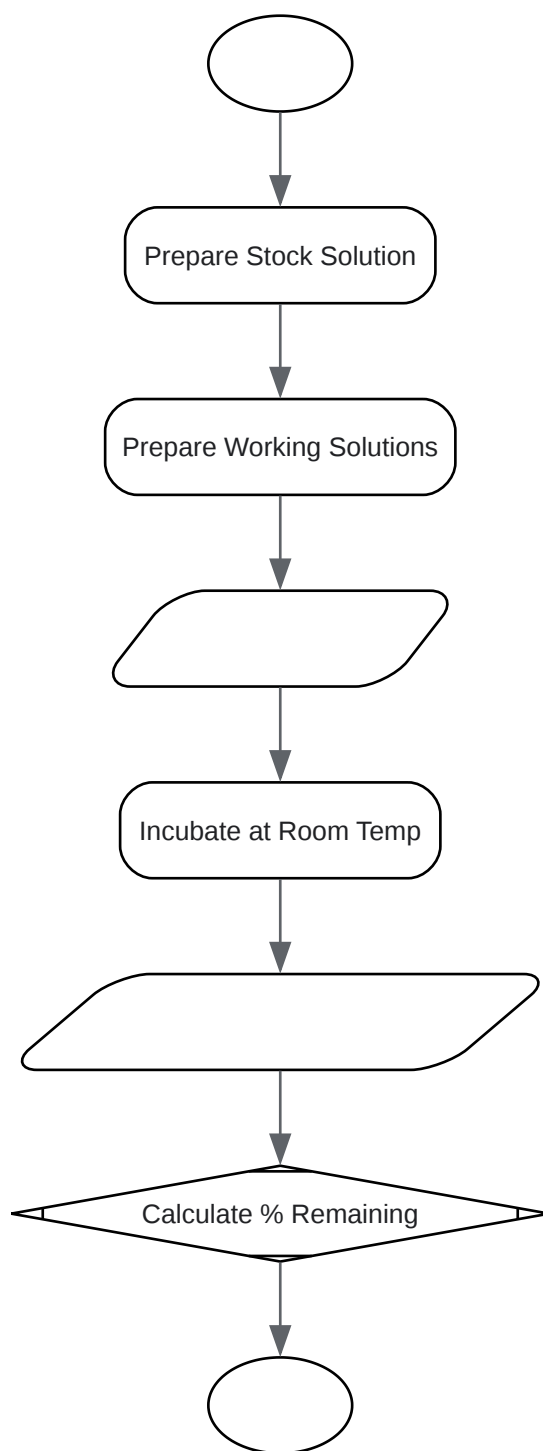 Prepare Stock Solution
Prepare Working Solutions
Incubate at Room Temp
Calculate % Remaining